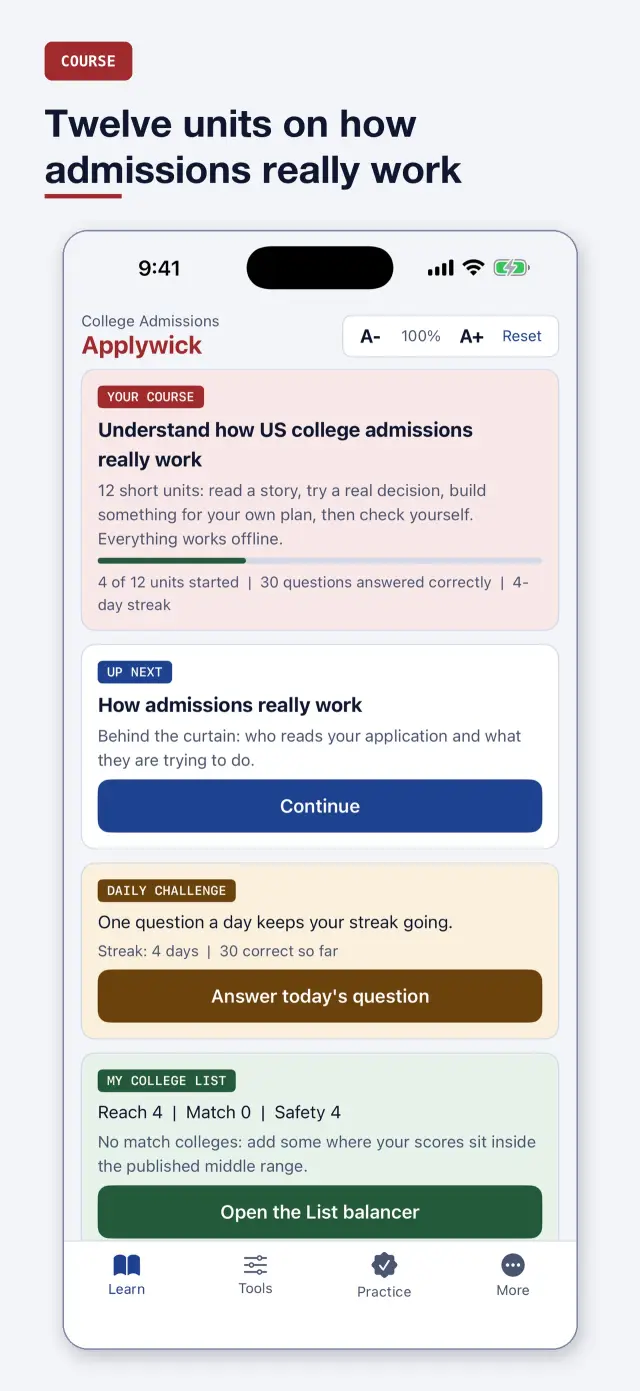 COURSE
Twelve units on how
admissions really work
9:41
College Admissions
Applywick
A- 100% A+ Reset
YOUR COURSE
Understand how US college admissions
really work
12 short units: read a story, try a real decision, build
something for your own plan, then check yourself.
Everything works offline.
4 of 12 units started | 30 questions answered correctly | 4-
day streak
UP NEXT
How admissions really work
Behind the curtain: who reads your application and what
they are trying to do.
Continue
DAILY CHALLENGE
One question a day keeps your streak going.
Streak: 4 days | 30 correct so far
Answer today's question
MY COLLEGE LIST
Reach 4 | Match 0 | Safety 4
No match colleges: add some where your scores sit inside
the published middle range.
Open the List balancer
Learn
Tools
Practice
More